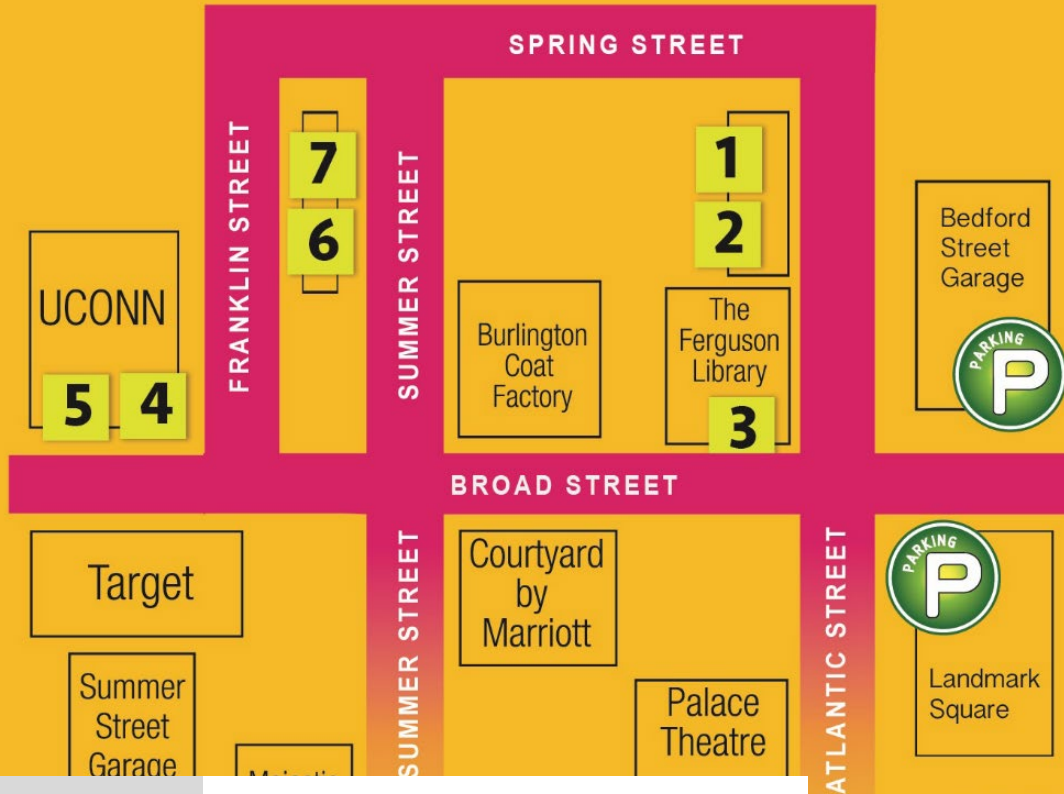 SPRING STREET
FRANKLIN STREET
7
6
SUMMER STREET
1
2
Bedford
Street
Garage
PARKING
P
UCONN
5
4
Burlington
Coat
Factory
The
Ferguson
Library
3
BROAD STREET
Target
SUMMER STREET
Courtyard
by
Marriott
ATLANTIC STREET
PARKING
P
Landmark
Square
Summer
Street
Garage
Palace
Theatre